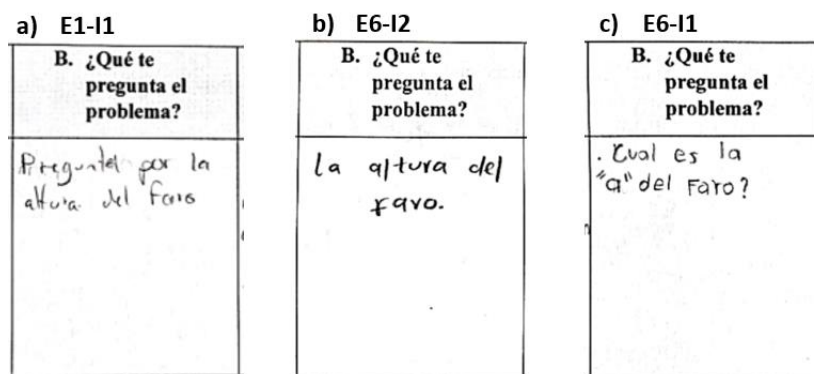 a) E1-I1
B. ¿Qué te
pregunta el
problema?
Pregunta por la
altura del Faro
b) E6-I2
B. ¿Qué te
pregunta el
problema?
la altura del
faro.
c) E6-I1
B. ¿Qué te
pregunta el
problema?
. Cual es la
"a" del Faro?